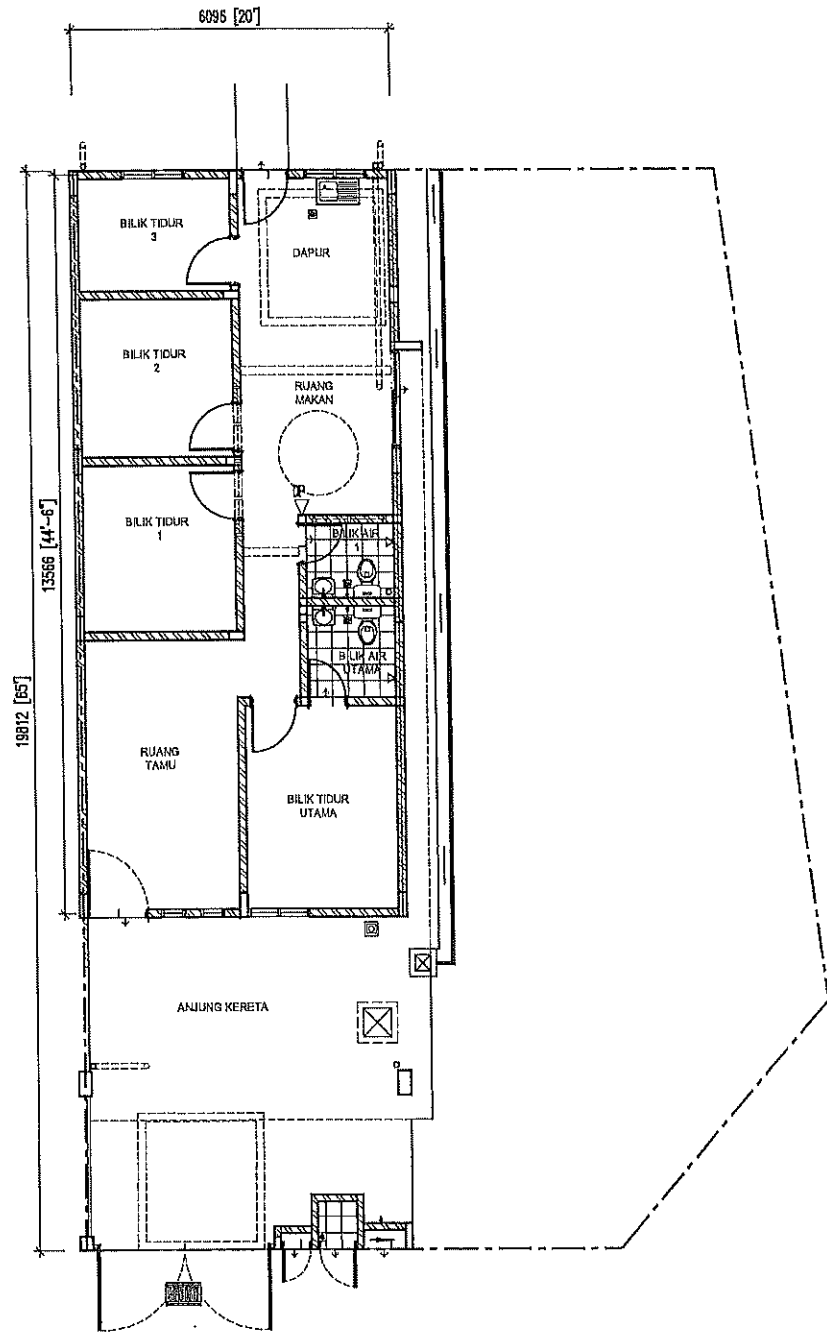 6096 [20']
BILIK TIDUR
3
DAPUR
BILIK TIDUR
2
RUANG
MAKAN
BILIK TIDUR
1
DP
BILIK AIR
1
13566 [44'-6"]
19812 [65']
BILIK AIR
UTAMA
RUANG
TAMU
BILIK TIDUR
UTAMA
ANJUNG KERETA